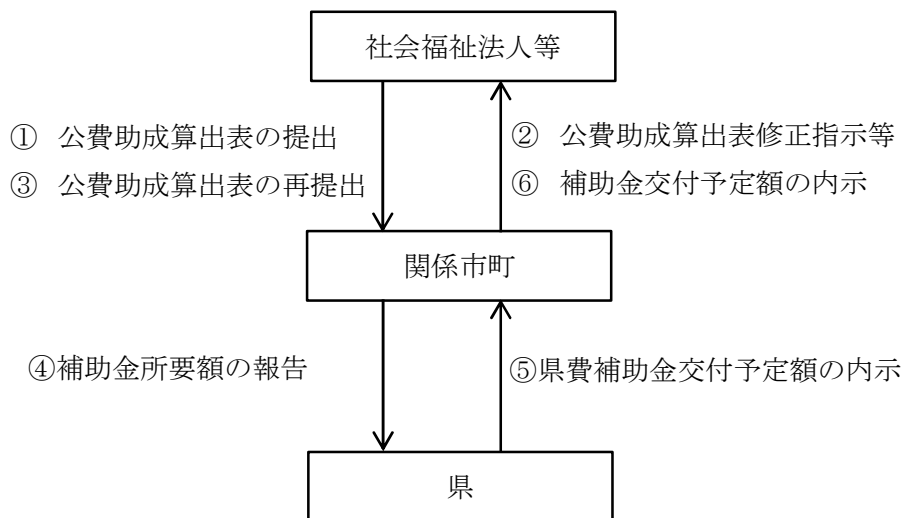 社会福祉法人等
① 公費助成算出表の提出
③ 公費助成算出表の再提出
② 公費助成算出表修正指示等
⑥ 補助金交付予定額の内示
関係市町
④補助金所要額の報告
⑤県費補助金交付予定額の内示
県